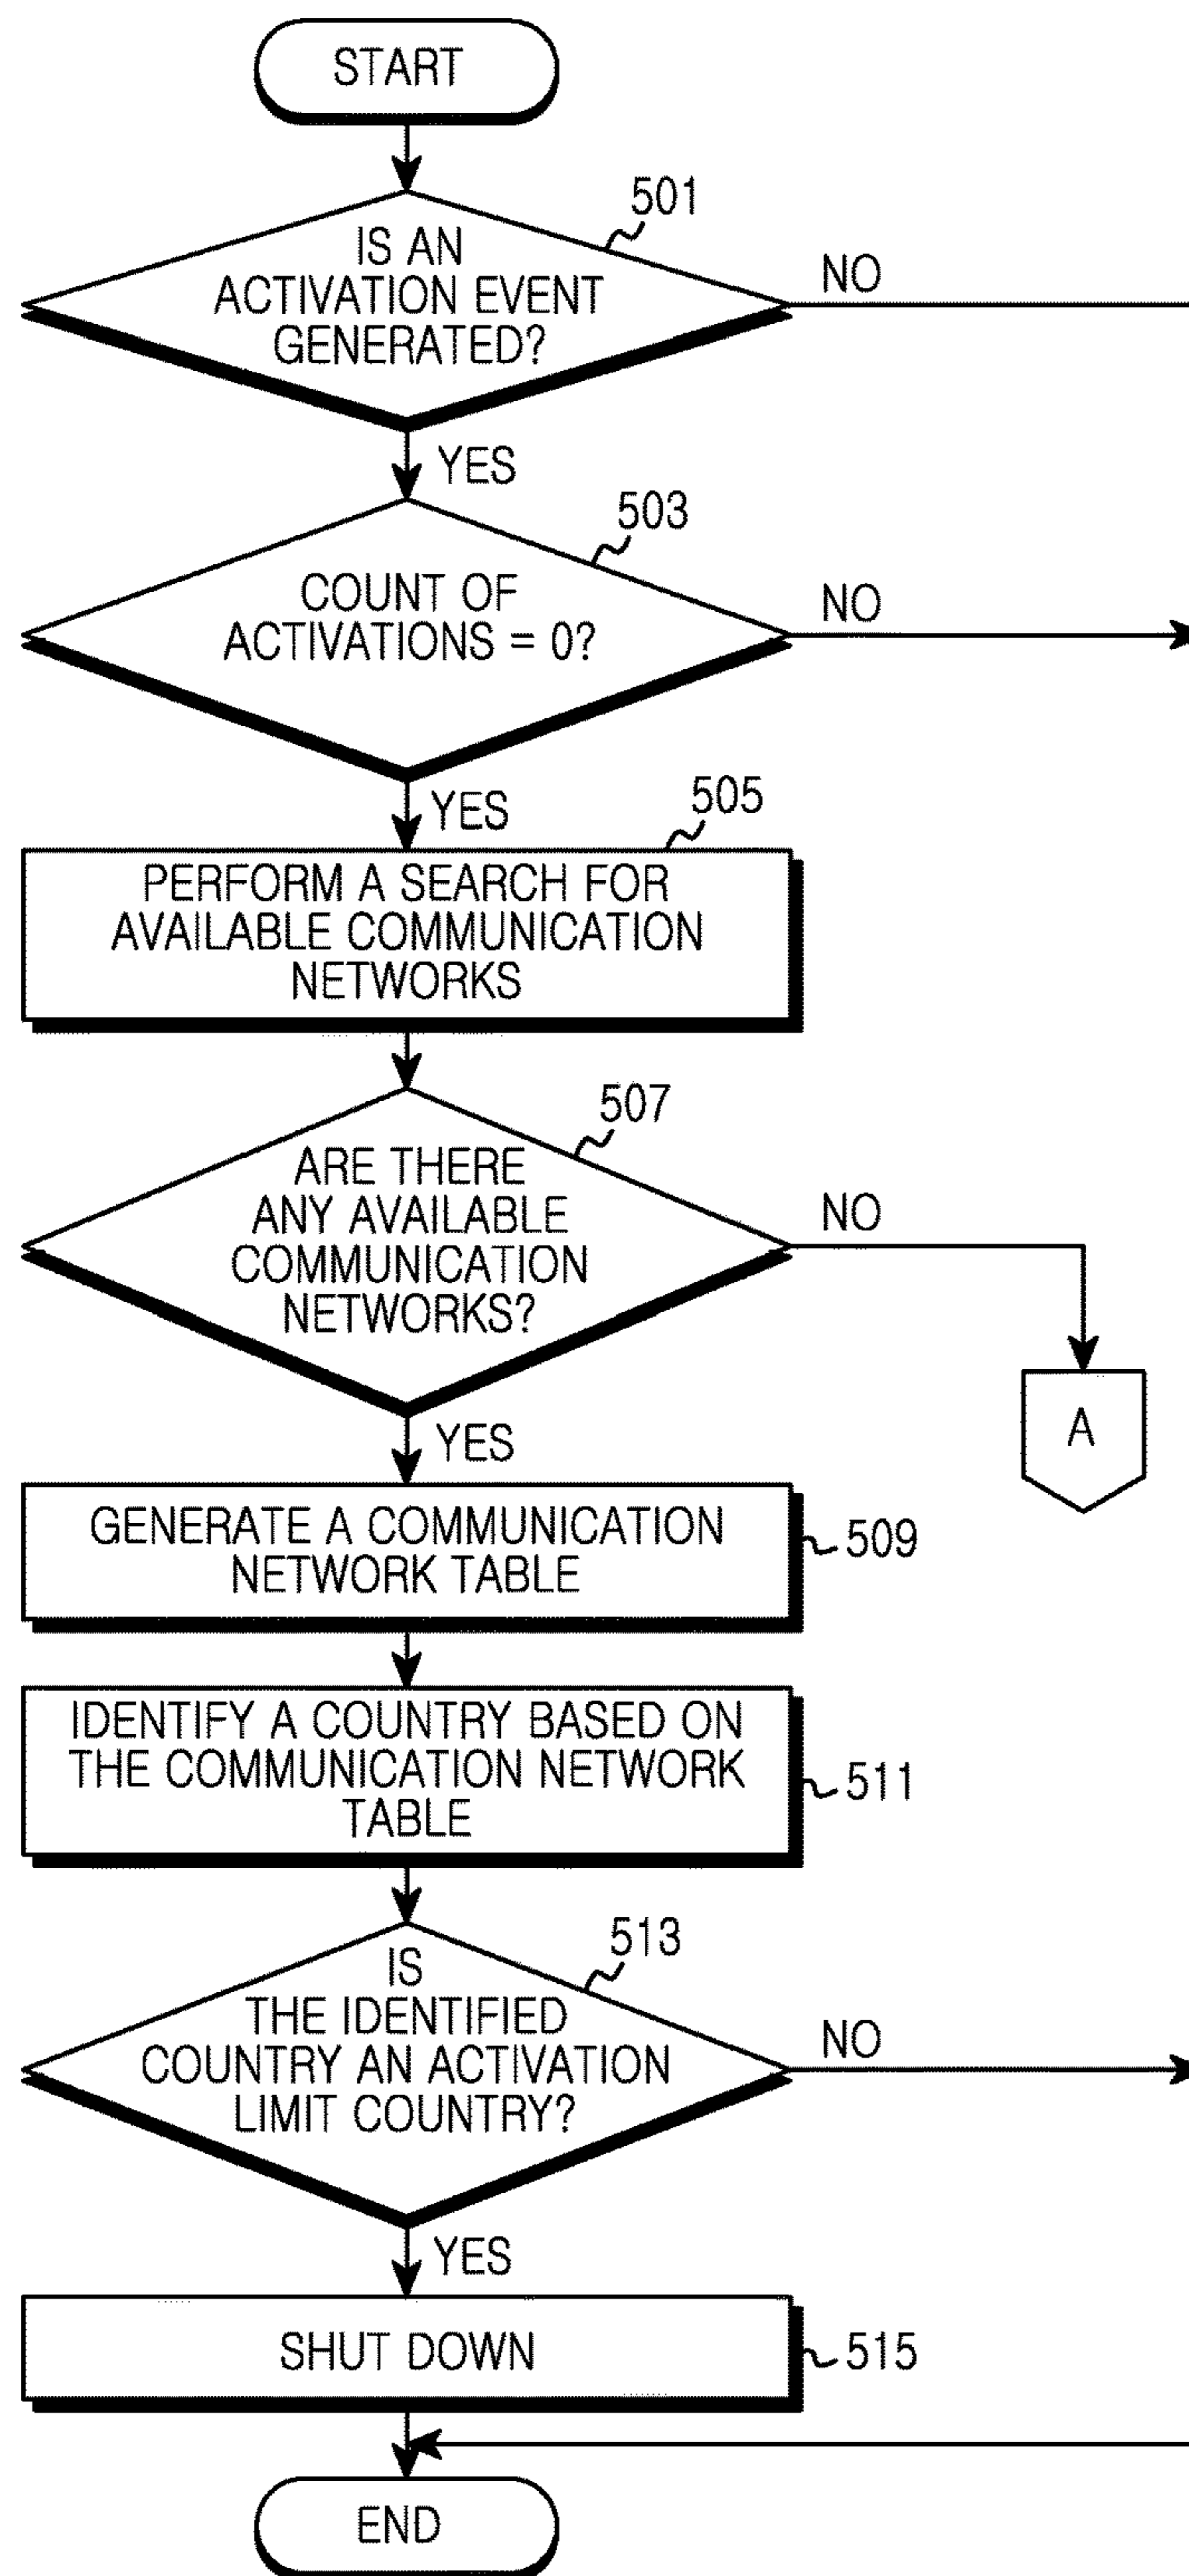 START
501
IS AN
ACTIVATION EVENT
GENERATED?
NO
YES
503
COUNT OF
ACTIVATIONS = 0?
NO
YES
505
PERFORM A SEARCH FOR
AVAILABLE COMMUNICATION
NETWORKS
507
ARE THERE
ANY AVAILABLE
COMMUNICATION
NETWORKS?
NO
A
YES
GENERATE A COMMUNICATION
NETWORK TABLE
509
IDENTIFY A COUNTRY BASED ON
THE COMMUNICATION NETWORK
TABLE
511
513
IS
THE IDENTIFIED
COUNTRY AN ACTIVATION
LIMIT COUNTRY?
NO
YES
SHUT DOWN
515
END